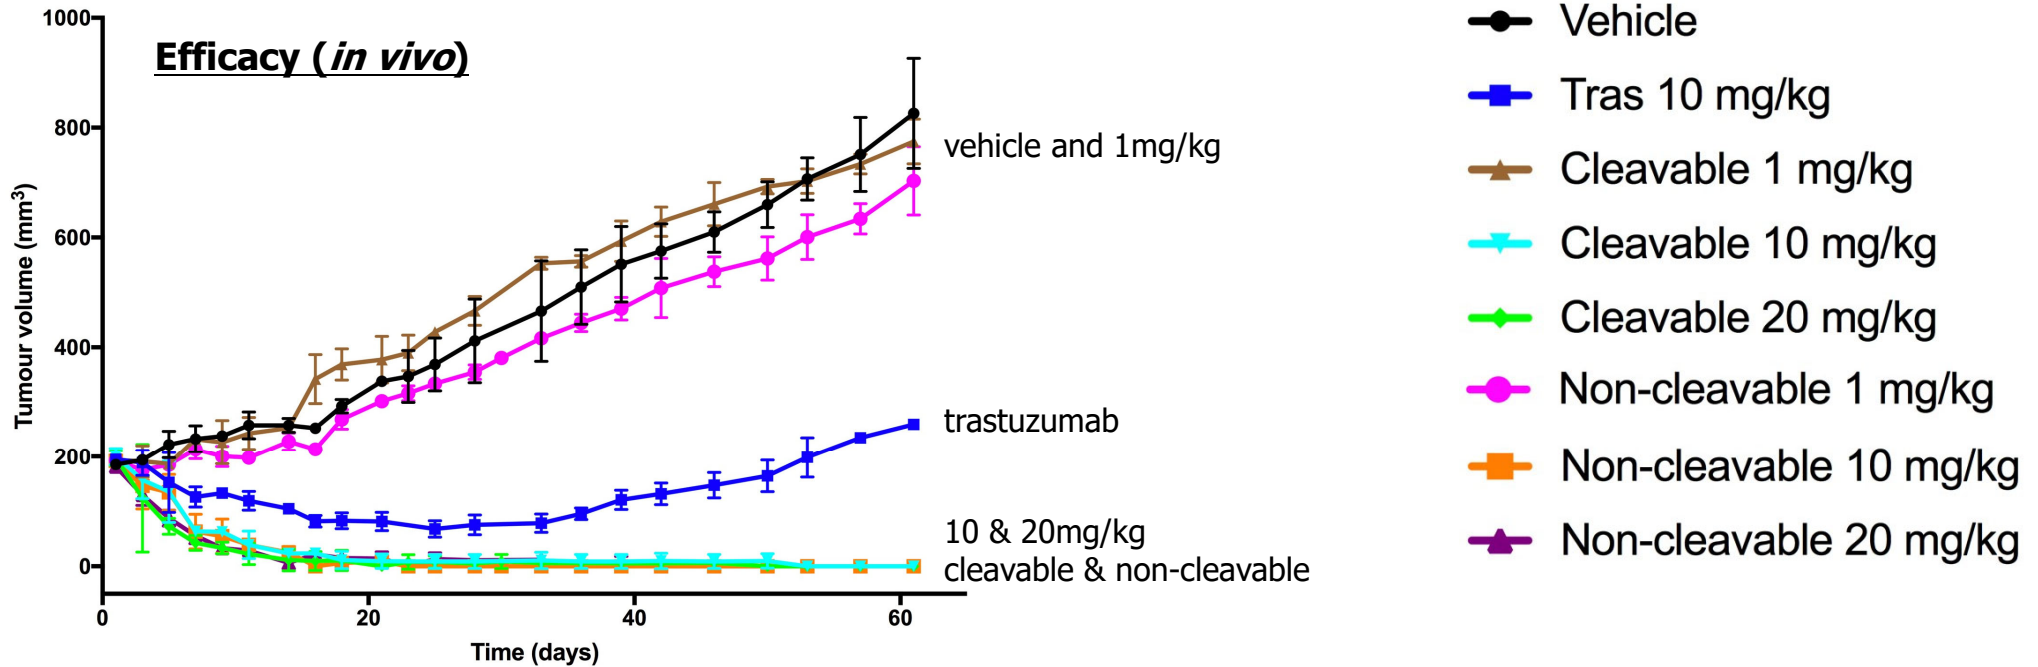 Efficacy (in vivo)
Tumour volume (mm³)
1000
800
600
400
200
0
0 20 40 60
Time (days)
vehicle and 1mg/kg
trastuzumab
10 & 20mg/kg
cleavable & non-cleavable
Vehicle
Tras 10 mg/kg
Cleavable 1 mg/kg
Cleavable 10 mg/kg
Cleavable 20 mg/kg
Non-cleavable 1 mg/kg
Non-cleavable 10 mg/kg
Non-cleavable 20 mg/kg